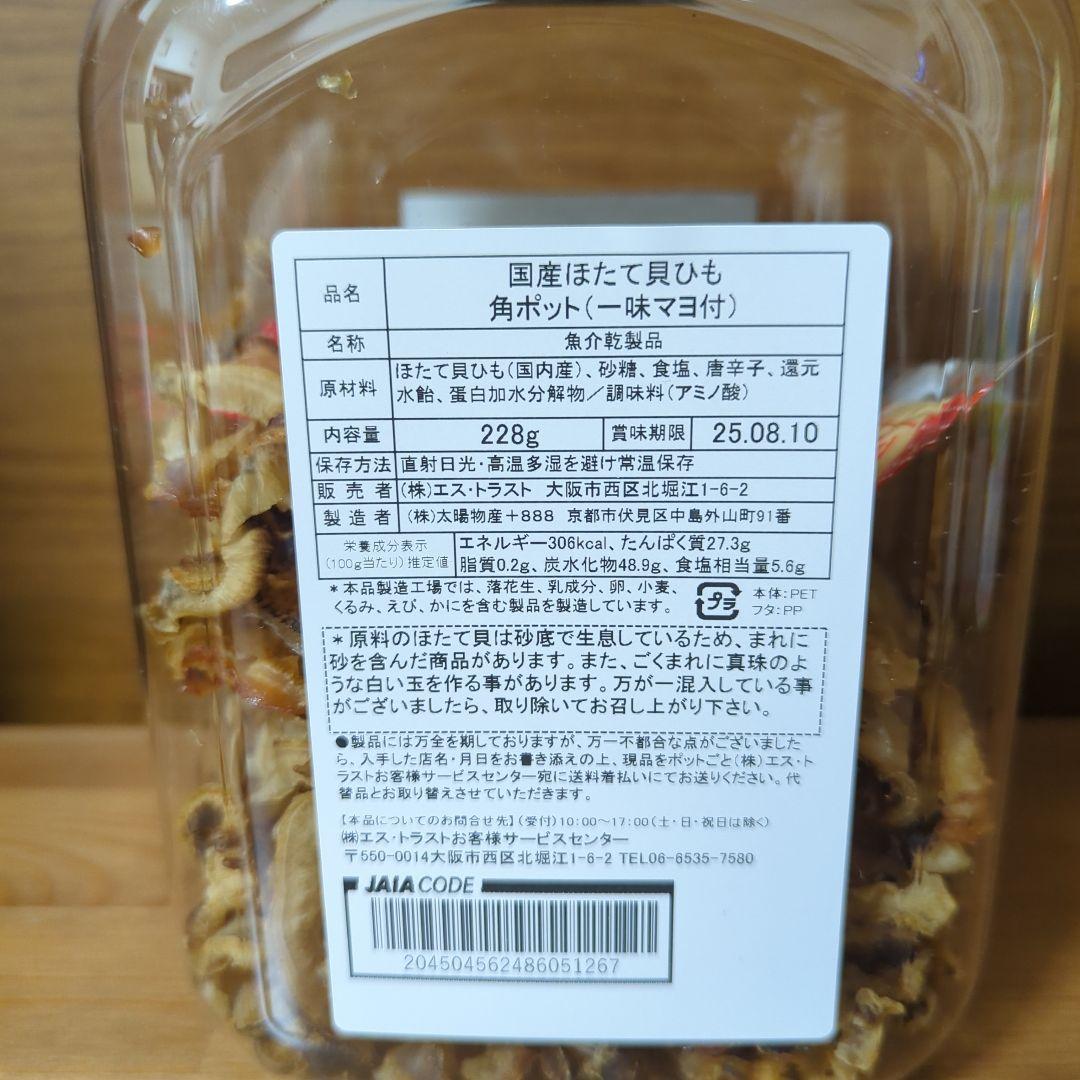 品名 国産ほたて貝ひも
角ポット(一味マヨ付)
名称 魚介乾製品
原材料 ほたて貝ひも(国内産)、砂糖、食塩、唐辛子、還元
水飴、蛋白加水分解物/調味料(アミノ酸)
内容量 228g 賞味期限 25.08.10
保存方法 直射日光・高温多湿を避け常温保存
販売者 (株)エス・トラスト 大阪市西区北堀江1-6-2
製造者 (株)太陽物産+888 京都市伏見区中島外山町91番
栄養成分表示
(100g当たり)推定値
エネルギー306kcal、たんぱく質27.3g
脂質0.2g、炭水化物48.9g、食塩相当量5.6g
*本品製造工場では、落花生、乳成分、卵、小麦、
くるみ、えび、かにを含む製品を製造しています。
プラ
本体:PET
フタ:PP
*原料のほたて貝は砂底で生息しているため、まれに
砂を含んだ商品があります。また、ごくまれに真珠のよ
うな白い玉を作る事があります。万が一混入している事
がございましたら、取り除いてお召し上がり下さい。
●製品には万全を期しておりますが、万一不都合な点がございました
ら、入手した店名・月日をお書き添えの上、現品をポットごと(株)エス・ト
ラストお客様サービスセンター宛に送料着払いにてお送りください。代
替品とお取り替えさせていただきます。
【本品についてのお問合せ先】(受付)10:00～17:00(土・日・祝日は除く)
(株)エス・トラストお客様サービスセンター
〒550-0014大阪市西区北堀江1-6-2 TEL06-6535-7580
JAIA CODE
204504562486051267